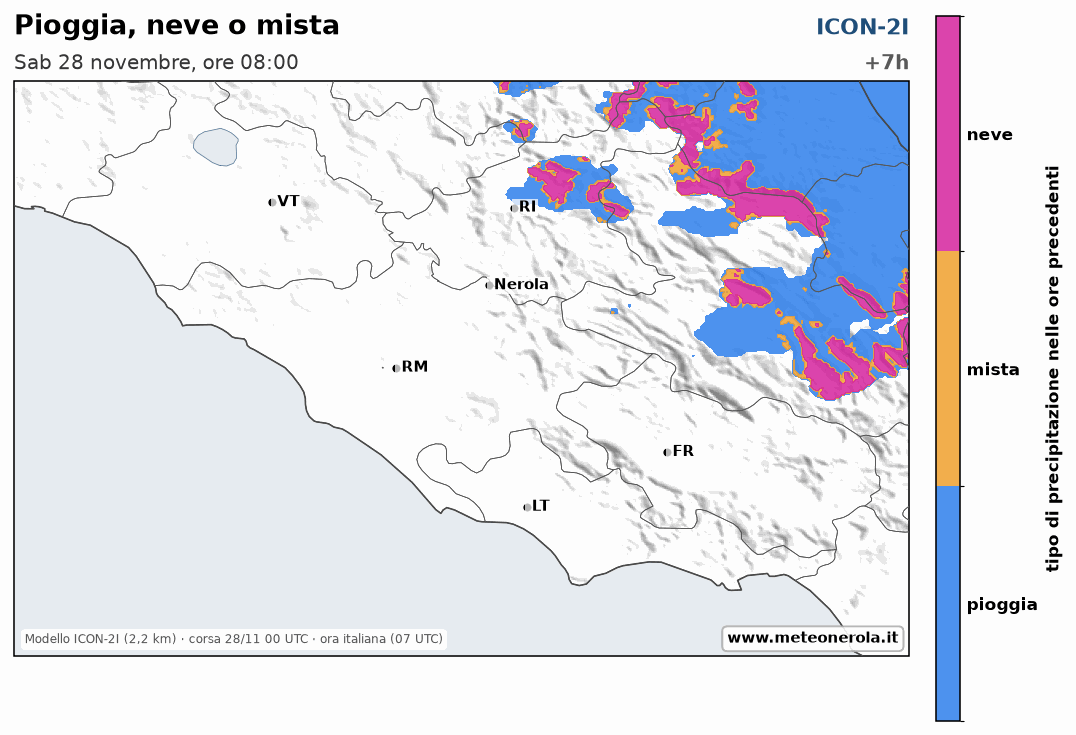 Pioggia, neve o mista
ICON-2I
Sab 28 novembre, ore 08:00
+7h
neve
mista
pioggia
tipo di precipitazione nelle ore precedenti
VT
RI
Nerola
RM
FR
LT
Modello ICON-2I (2,2 km) · corsa 28/11 00 UTC · ora italiana (07 UTC)
www.meteonerola.it